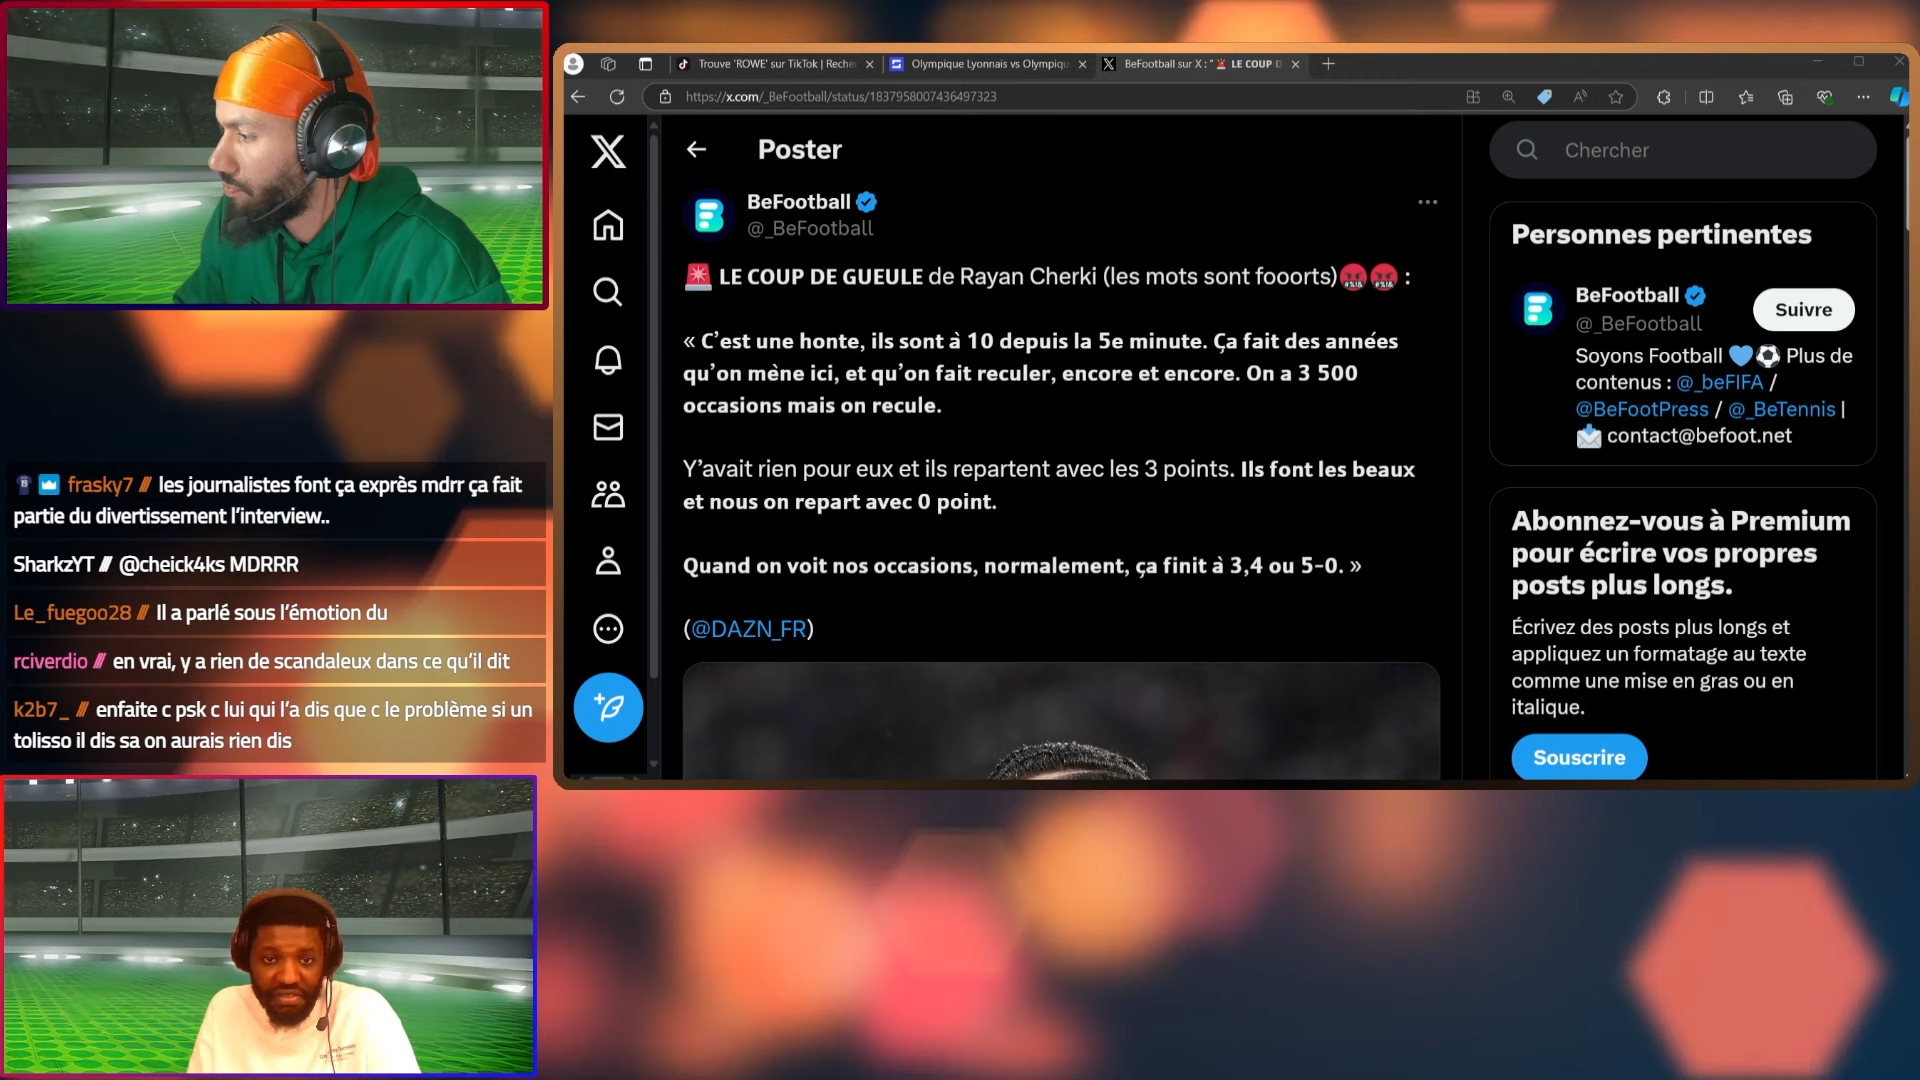 Trouve 'ROWE' sur TikTok | Recher
Olympique Lyonnais vs Olympiqu
BeFootball sur X : " 🚨 LE COUP D
https://x.com/_BeFootball/status/1837958007436497323
Poster
BeFootball
@_BeFootball
🚨 LE COUP DE GUEULE de Rayan Cherki (les mots sont fooorts)🤬🤬 :
« C’est une honte, ils sont à 10 depuis la 5e minute. Ça fait des années
qu’on mène ici, et qu’on fait reculer, encore et encore. On a 3 500
occasions mais on recule.
Y’avait rien pour eux et ils repartent avec les 3 points. Ils font les beaux
et nous on repart avec 0 point.
Quand on voit nos occasions, normalement, ça finit à 3,4 ou 5-0. »
(@DAZN_FR)
Chercher
Personnes pertinentes
BeFootball
@_BeFootball
Suivre
Soyons Football 💙⚽ Plus de
contenus : @_beFIFA /
@BeFootPress / @_BeTennis |
📩 contact@befoot.net
Abonnez-vous à Premium
pour écrire vos propres
posts plus longs.
Écrivez des posts plus longs et
appliquez un formatage au texte
comme une mise en gras ou en
italique.
Souscrire
frasky7 /// les journalistes font ça exprès mdrr ça fait
partie du divertissement l’interview..
SharkzYT /// @cheick4ks MDRRR
Le_fuegoo28 /// Il a parlé sous l’émotion du
rciverdio /// en vrai, y a rien de scandaleux dans ce qu’il dit
k2b7_ /// enfaite c psk c lui qui l’a dis que c le problème si un
tolisso il dis sa on aurais rien dis